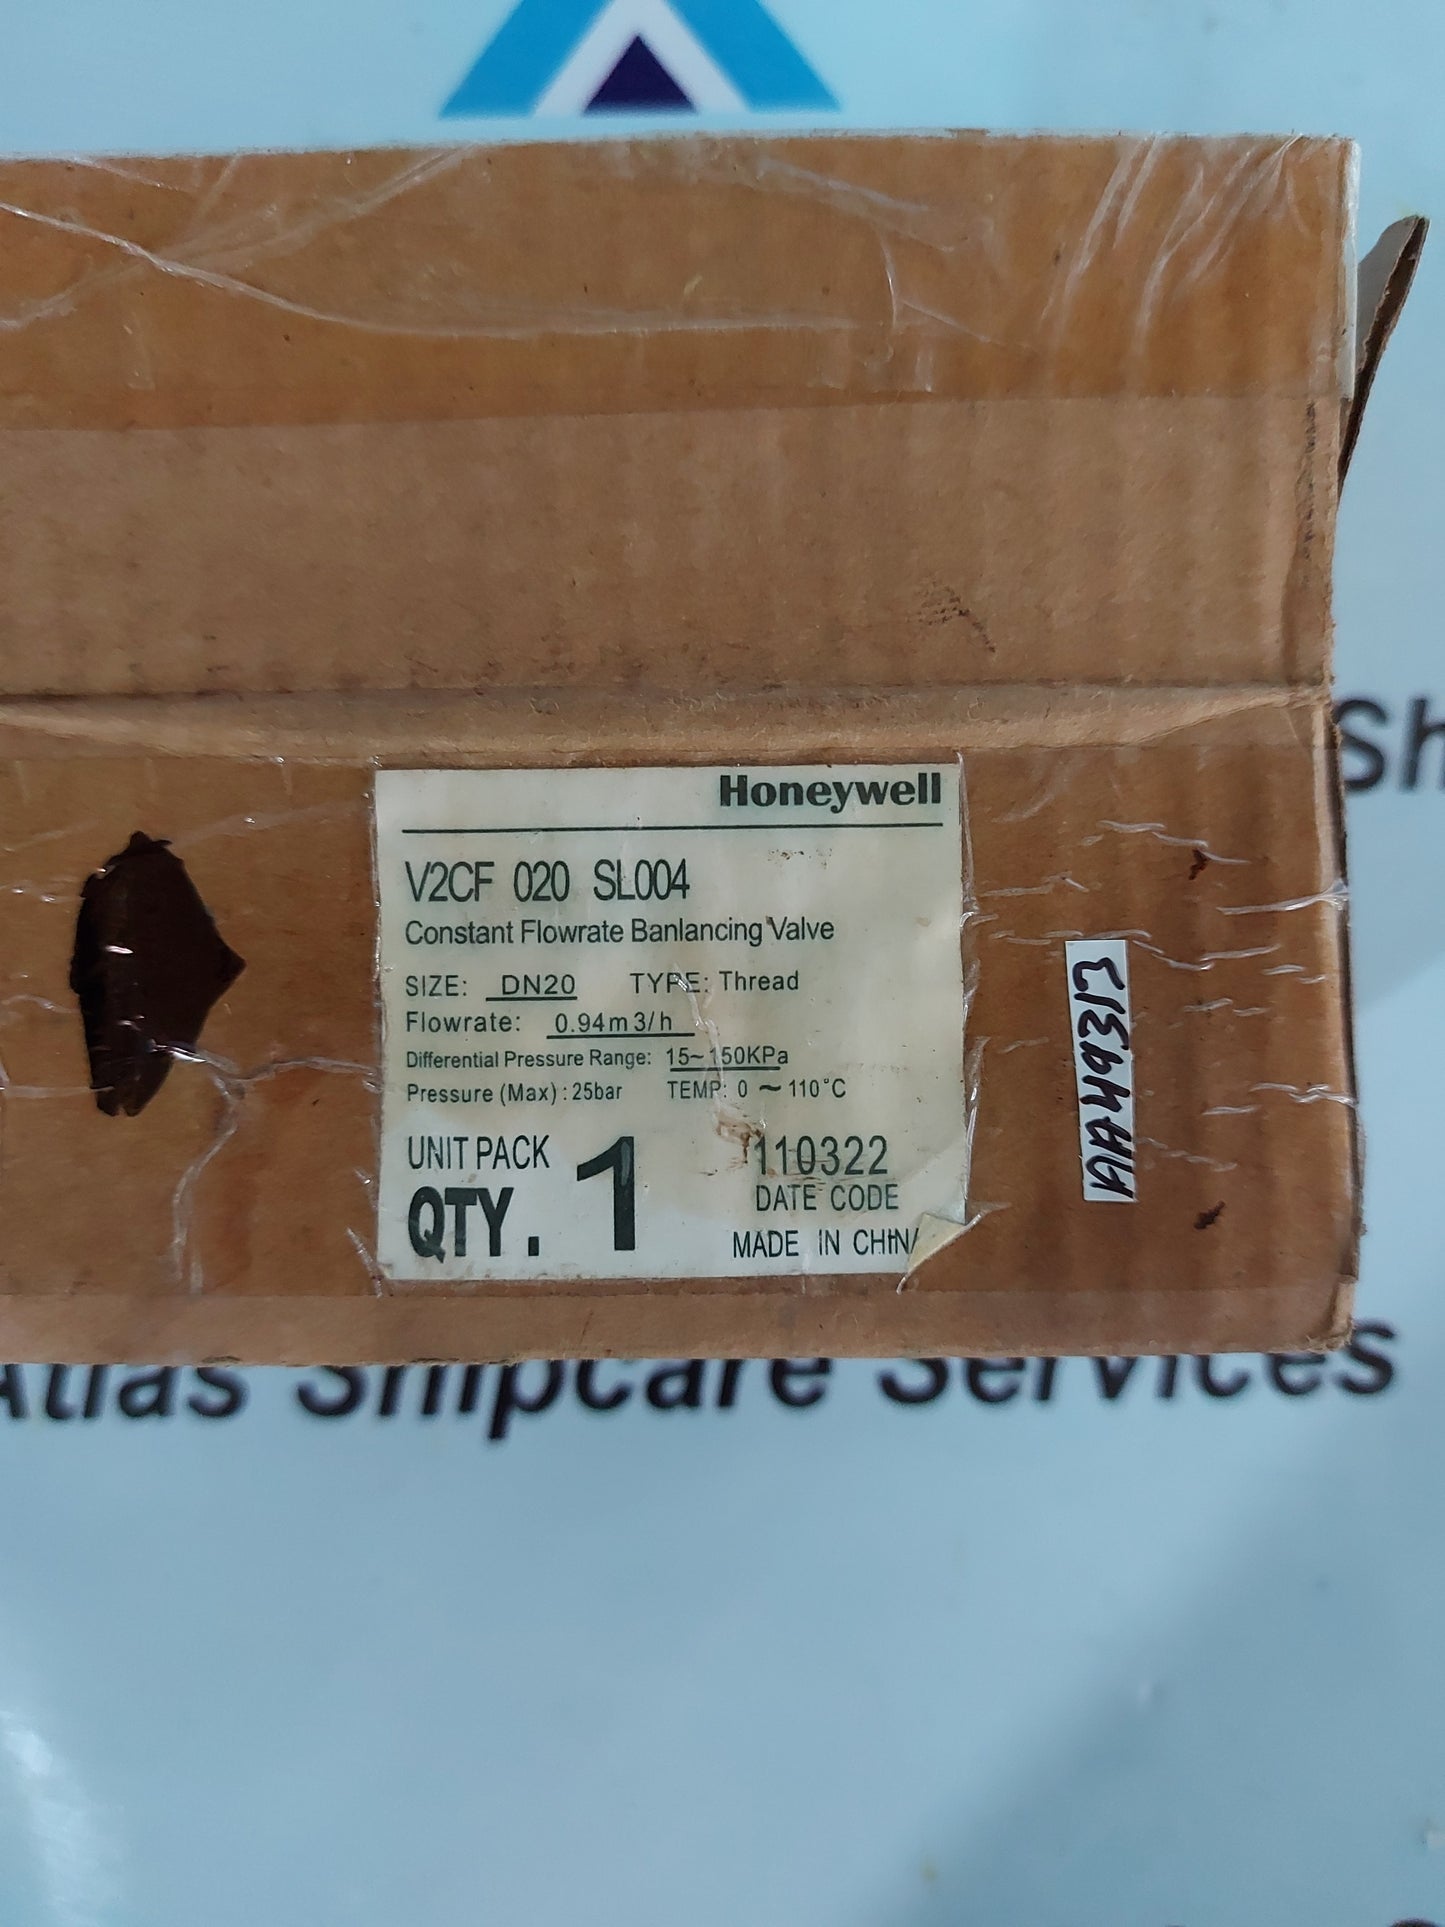 Honeywell
V2CF 020 SL004
Constant Flowrate Banlancing Valve
SIZE: DN20 TYPE: Thread
Flowrate: 0.94m3/h
Differential Pressure Range: 15~150KPa
Pressure (Max) : 25bar TEMP: 0 ~ 110°C
UNIT PACK
QTY. 1
110322
DATE CODE
MADE IN CHINA
Sh
Atlas Shipcare Services